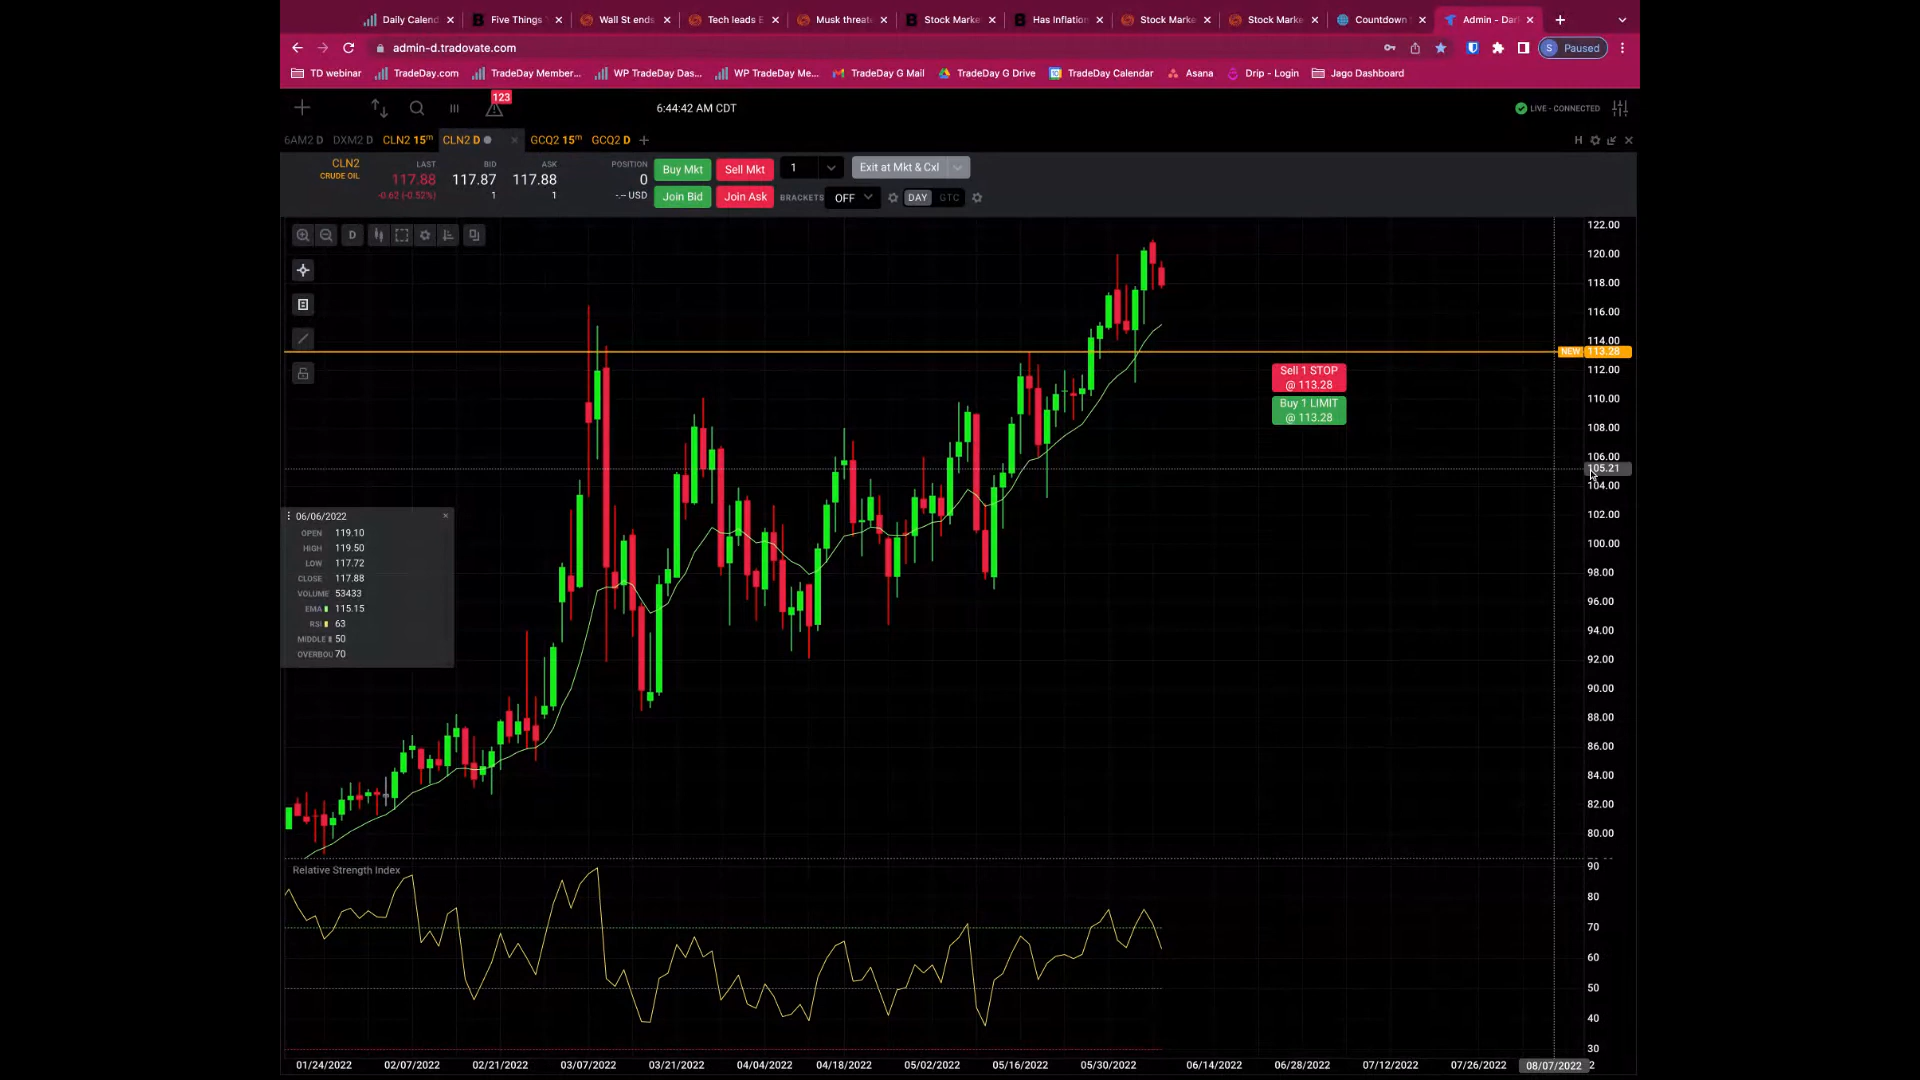 Daily Calend
Five Things
Wall St ends
Tech leads E
Musk threat
Stock Marke
Has Inflation
Stock Marke
Stock Marke
Countdown
Admin - Dar
admin-d.tradovate.com
S Paused
TD webinar
TradeDay.com
TradeDay Member...
WP TradeDay Das...
WP TradeDay Me...
TradeDay G Mail
TradeDay G Drive
TradeDay Calendar
Asana
Drip - Login
Jago Dashboard
123
6:44:42 AM CDT
LIVE - CONNECTED
6AM2 D
DXM2 D
CLN2 15m
CLN2 D
GCQ2 15m
GCQ2 D
H
CLN2
CRUDE OIL
LAST
117.88
-0.62 (-0.52%)
BID
117.87
1
ASK
117.88
1
POSITION
0
-.-- USD
Buy Mkt
Sell Mkt
1
Exit at Mkt & Cxl
Join Bid
Join Ask
BRACKETS
OFF
DAY
GTC
D
122.00
120.00
118.00
116.00
114.00
NEW 113.28
112.00
110.00
108.00
106.00
105.21
104.00
102.00
100.00
98.00
96.00
94.00
92.00
90.00
88.00
86.00
84.00
82.00
80.00
Sell 1 STOP
@ 113.28
Buy 1 LIMIT
@ 113.28
06/06/2022
OPEN 119.10
HIGH 119.50
LOW 117.72
CLOSE 117.88
VOLUME 53433
EMA 115.15
RSI 63
MIDDLE 50
OVERBOU 70
Relative Strength Index
90
80
70
60
50
40
30
01/24/2022
02/07/2022
02/21/2022
03/07/2022
03/21/2022
04/04/2022
04/18/2022
05/02/2022
05/16/2022
05/30/2022
06/14/2022
06/28/2022
07/12/2022
07/26/2022
08/07/2022
2